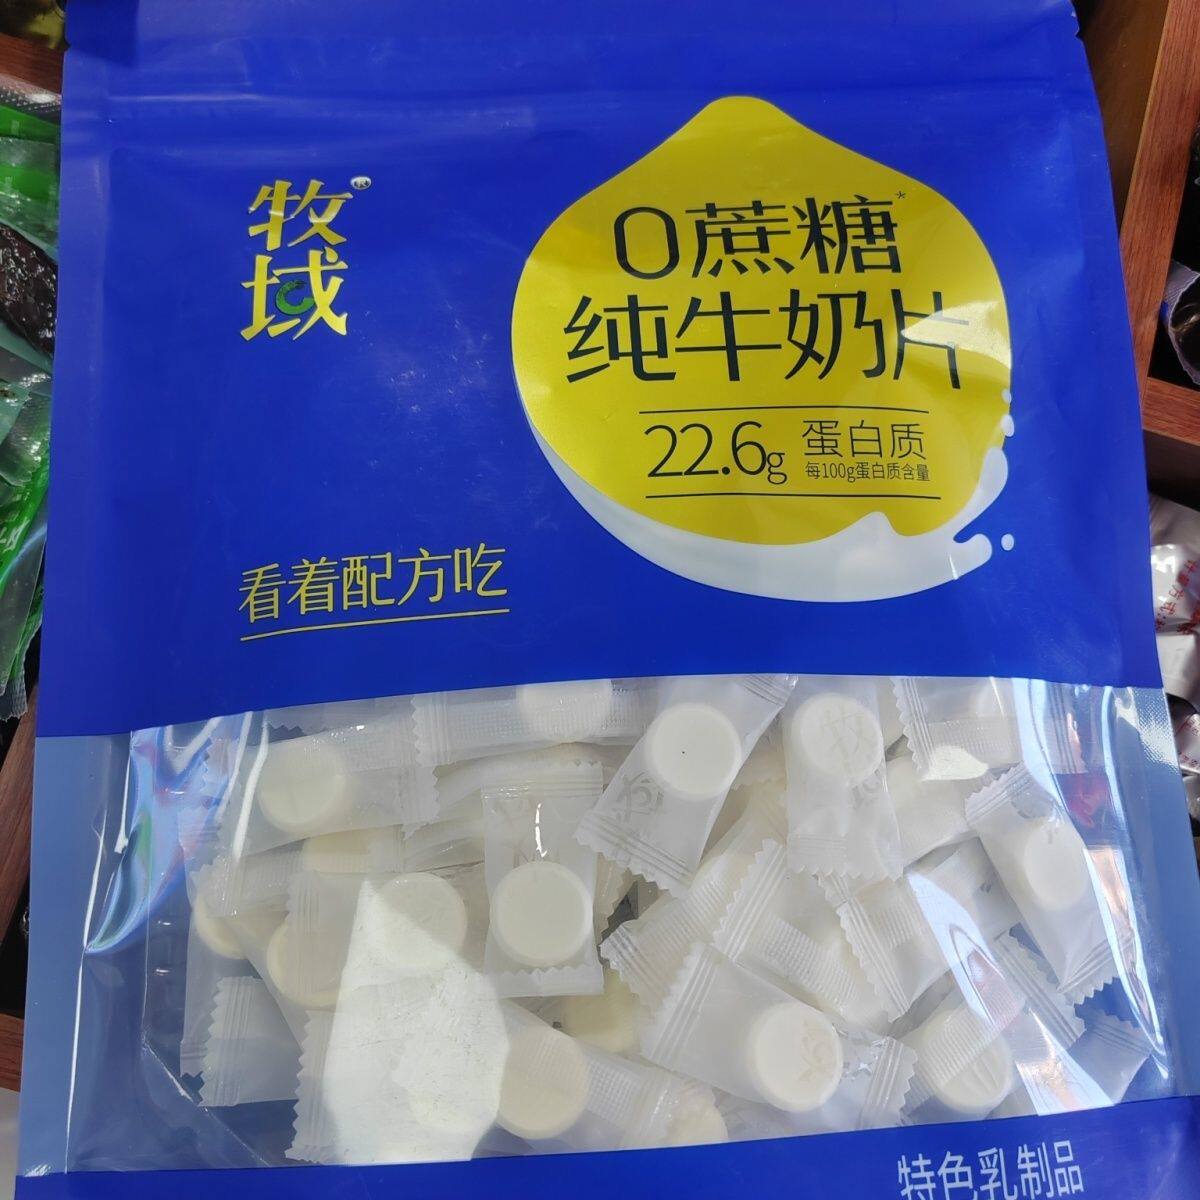 牧域®
0蔗糖*
纯牛奶片
22.6g 蛋白质
每100g蛋白质含量
看着配方吃
特色乳制品